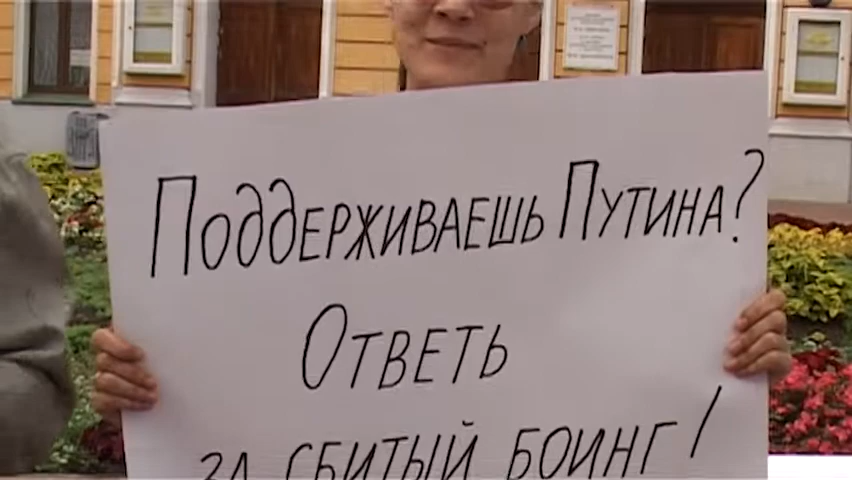 Поддерживаешь Путина?
Ответь
за сбитый боинг!